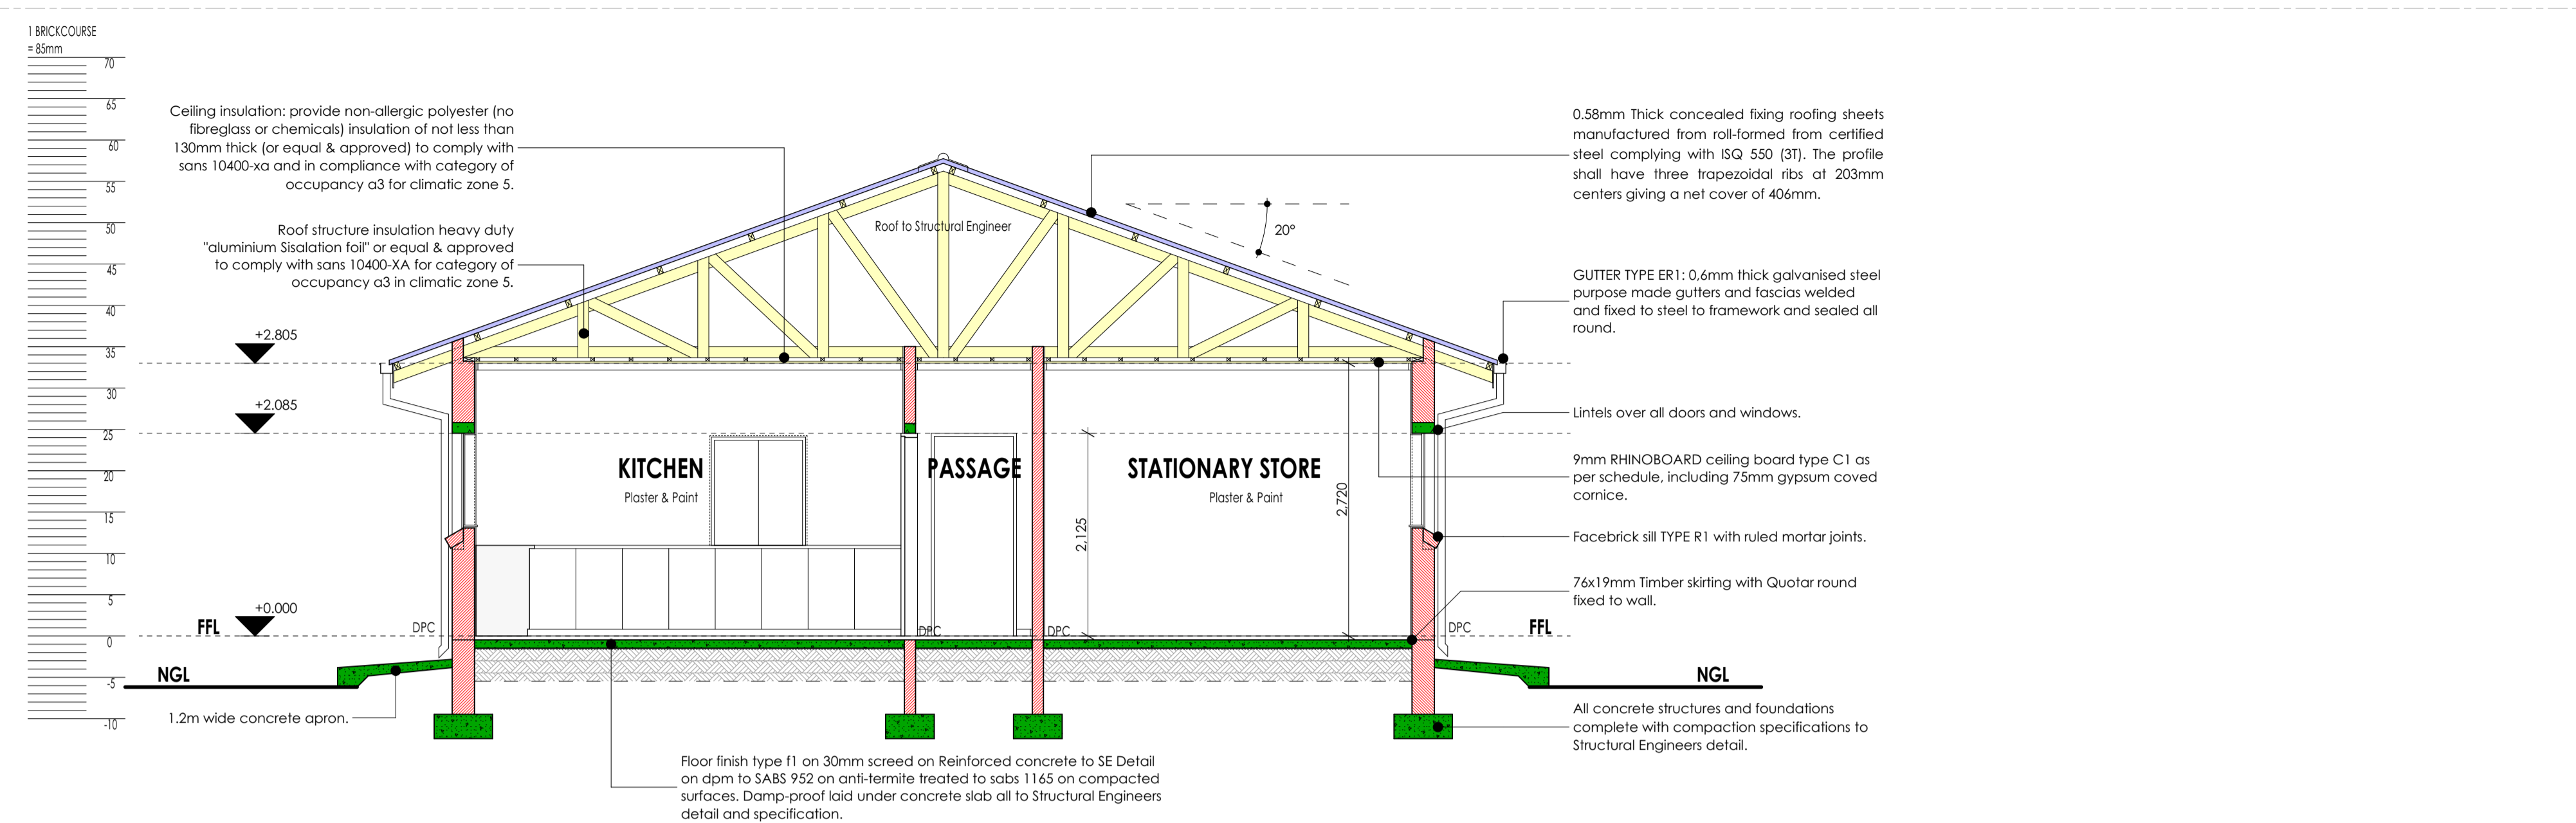 1 BRICKCOURSE
= 85mm
70
65
60
55
50
45
40
35
30
25
20
15
10
5
0
-5
-10
Ceiling insulation: provide non-allergic polyester (no
fibreglass or chemicals) insulation of not less than
130mm thick (or equal & approved) to comply with
sans 10400-xa and in compliance with category of
occupancy a3 for climatic zone 5.
Roof structure insulation heavy duty
"aluminium Sisalation foil" or equal & approved
to comply with sans 10400-XA for category of
occupancy a3 in climatic zone 5.
+2.805
+2.085
+0.000
FFL
DPC
NGL
1.2m wide concrete apron.
Roof to Structural Engineer
20°
KITCHEN
Plaster & Paint
PASSAGE
STATIONARY STORE
Plaster & Paint
2,125
2,720
DPC
DPC
Floor finish type f1 on 30mm screed on Reinforced concrete to SE Detail
on dpm to SABS 952 on anti-termite treated to sabs 1165 on compacted
surfaces. Damp-proof laid under concrete slab all to Structural Engineers
detail and specification.
0.58mm Thick concealed fixing roofing sheets
manufactured from roll-formed from certified
steel complying with ISQ 550 (3T). The profile
shall have three trapezoidal ribs at 203mm
centers giving a net cover of 406mm.
GUTTER TYPE ER1: 0,6mm thick galvanised steel
purpose made gutters and fascias welded
and fixed to steel to framework and sealed all
round.
Lintels over all doors and windows.
9mm RHINOBOARD ceiling board type C1 as
per schedule, including 75mm gypsum coved
cornice.
Facebrick sill TYPE R1 with ruled mortar joints.
76x19mm Timber skirting with Quotar round
fixed to wall.
DPC
FFL
NGL
All concrete structures and foundations
complete with compaction specifications to
Structural Engineers detail.